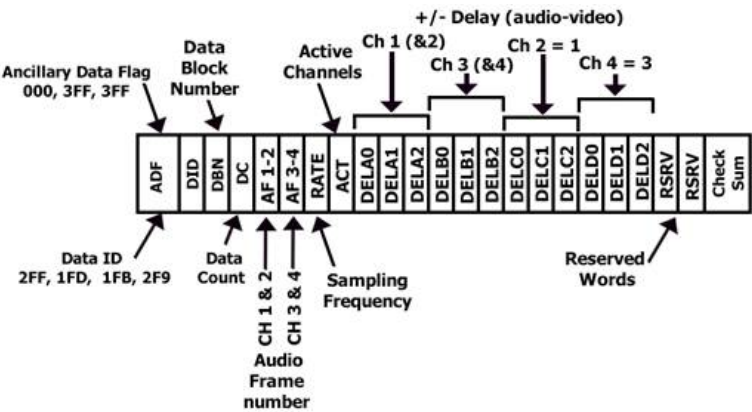 +/- Delay (audio-video)
Data
Block
Number
Active
Channels
Ch 1 (&2)
Ch 2 = 1
Ch 3 (&4)
Ch 4 = 3
Ancillary Data Flag
000, 3FF, 3FF
ADF
DID
DBN
DC
AF 1-2
AF 3-4
RATE
ACT
DELA0
DELA1
DELA2
DELB0
DELB1
DELB2
DELC0
DELC1
DELC2
DELD0
DELD1
DELD2
RSRV
RSRV
Check
Sum
Data ID
2FF, 1FD, 1FB, 2F9
Data
Count
CH 1 & 2
CH 3 & 4
Audio
Frame
number
Sampling
Frequency
Reserved
Words